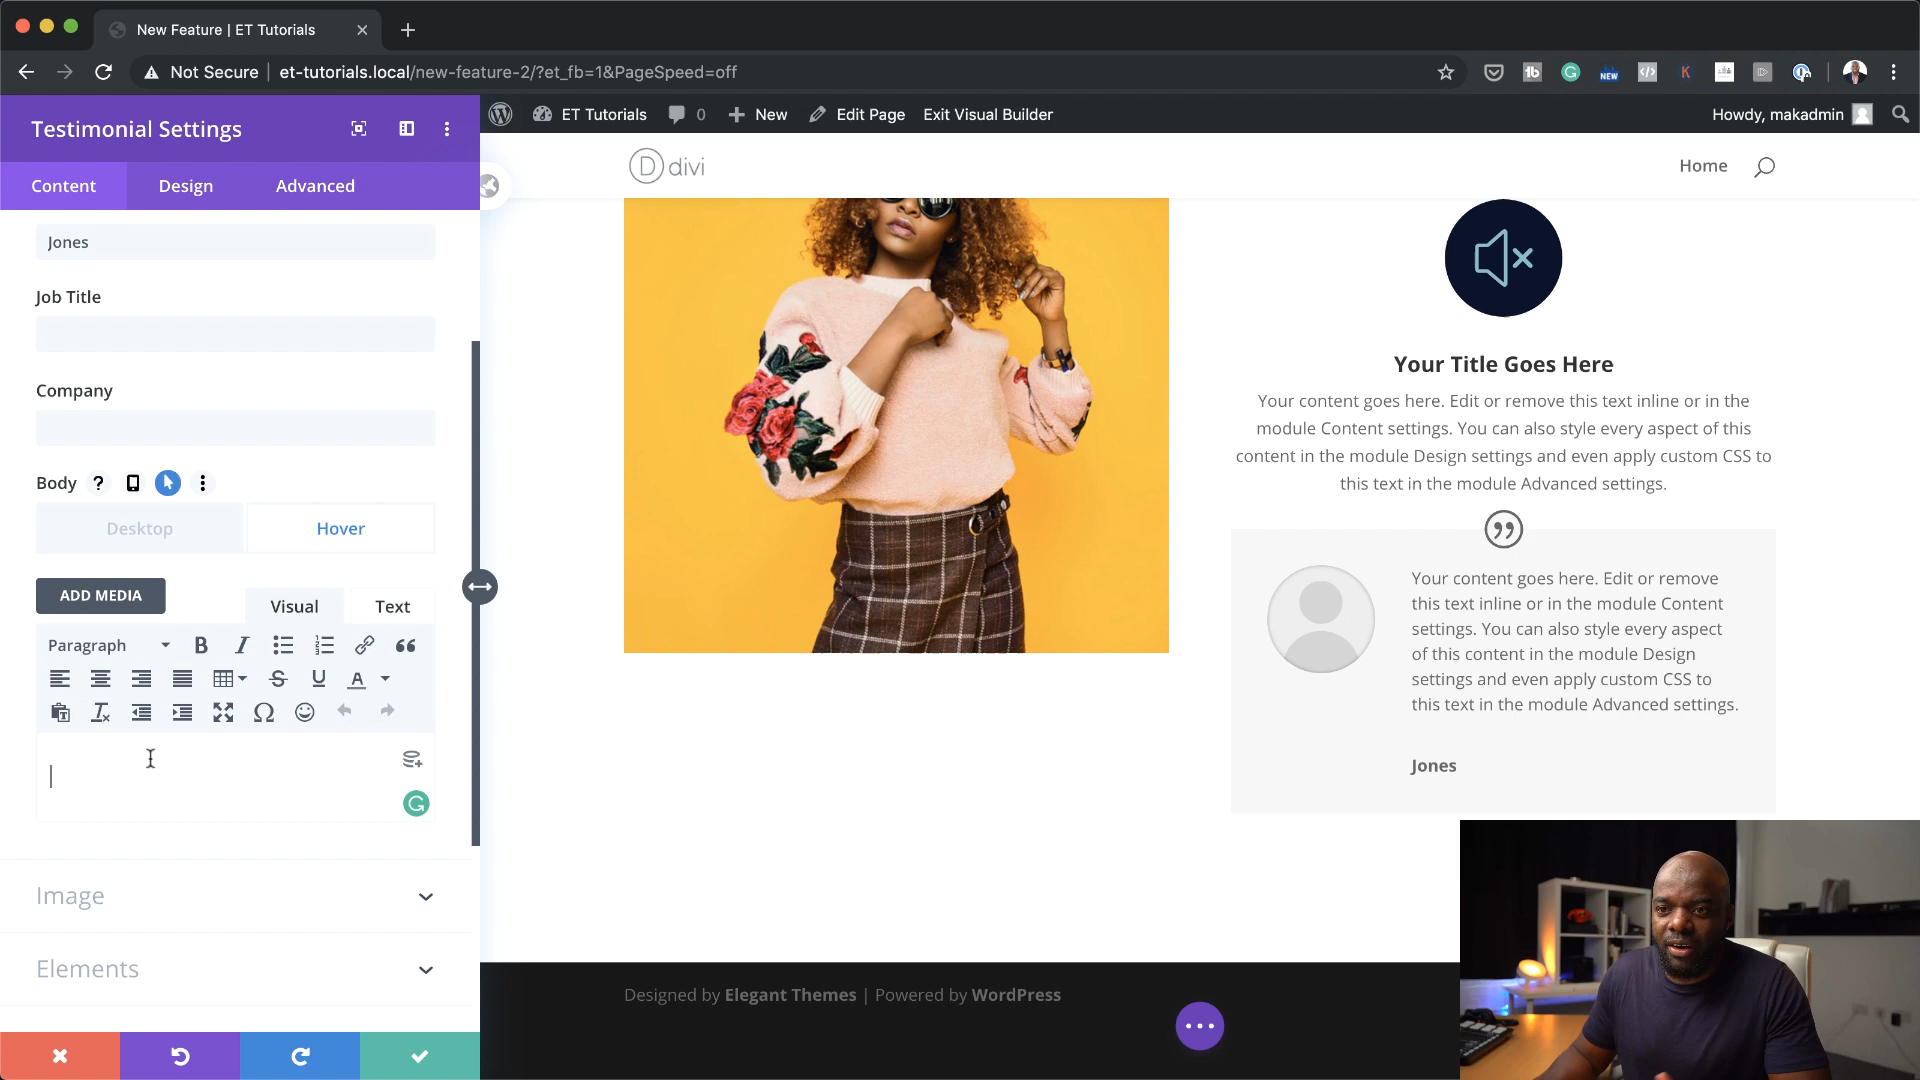 New Feature | ET Tutorials
Not Secure | et-tutorials.local/new-feature-2/?et_fb=1&PageSpeed=off
Testimonial Settings
Content Design Advanced
ET Tutorials 0 New Edit Page Exit Visual Builder
Howdy, makadmin
divi
Home
Jones
Job Title
Company
Body
Desktop
Hover
ADD MEDIA
Visual
Text
Paragraph
Image
Elements
Your Title Goes Here
Your content goes here. Edit or remove this text inline or in the
module Content settings. You can also style every aspect of this
content in the module Design settings and even apply custom CSS to
this text in the module Advanced settings.
Your content goes here. Edit or remove
this text inline or in the module Content
settings. You can also style every aspect
of this content in the module Design
settings and even apply custom CSS to
this text in the module Advanced settings.
Jones
Designed by Elegant Themes | Powered by WordPress